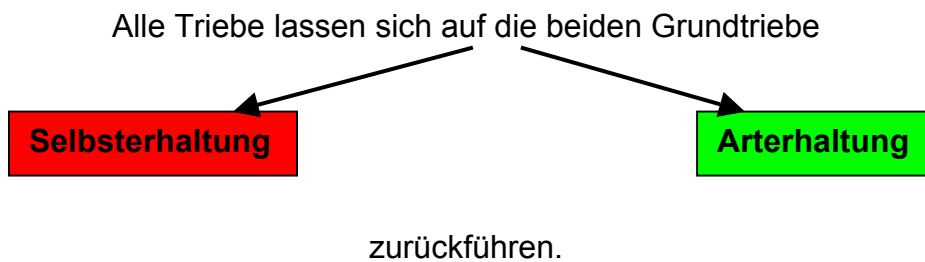 Alle Triebe lassen sich auf die beiden Grundtriebe
Selbsterhaltung
Arterhaltung
zurückführen.